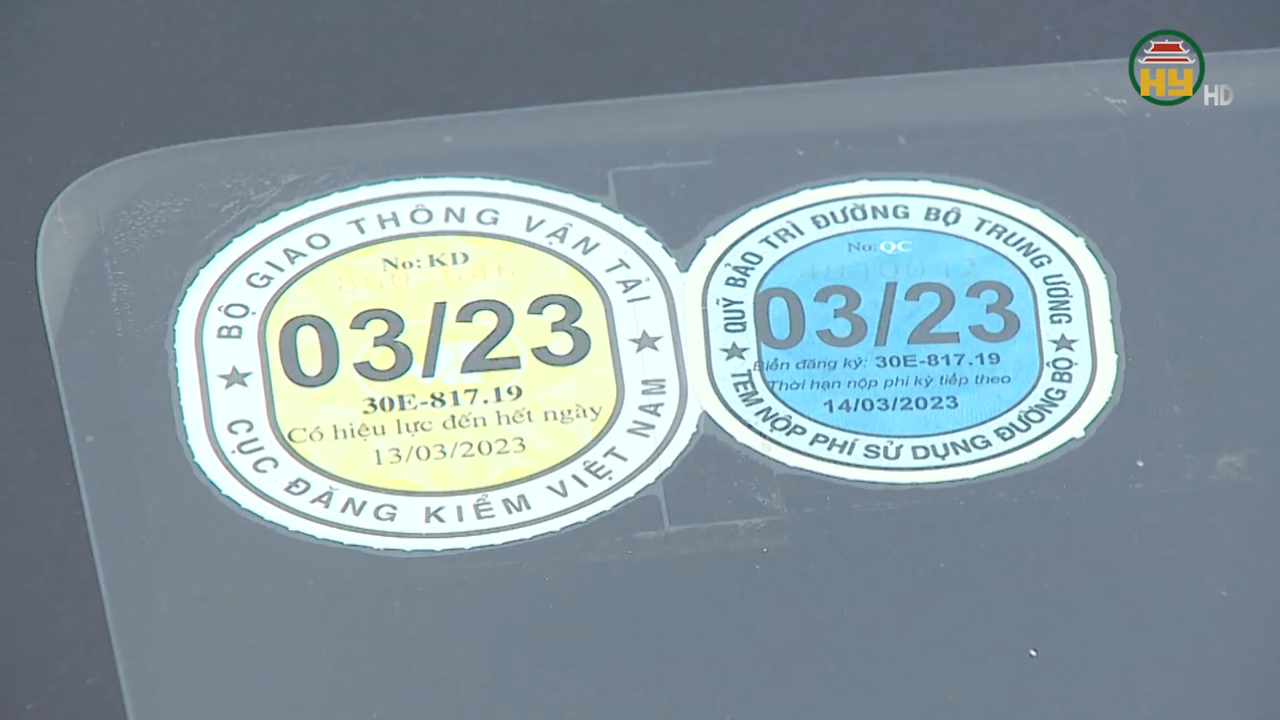 BỘ GIAO THÔNG VẬN TẢI
No: KD
03/23
30E-817.19
Có hiệu lực đến hết ngày
13/03/2023
CỤC ĐĂNG KIỂM VIỆT NAM
QUỸ BẢO TRÌ ĐƯỜNG BỘ TRUNG ƯƠNG
No: QC
03/23
Biển đăng ký: 30E-817.19
Thời hạn nộp phí kỳ tiếp theo
14/03/2023
TEM NỘP PHÍ SỬ DỤNG ĐƯỜNG BỘ
HY
HD